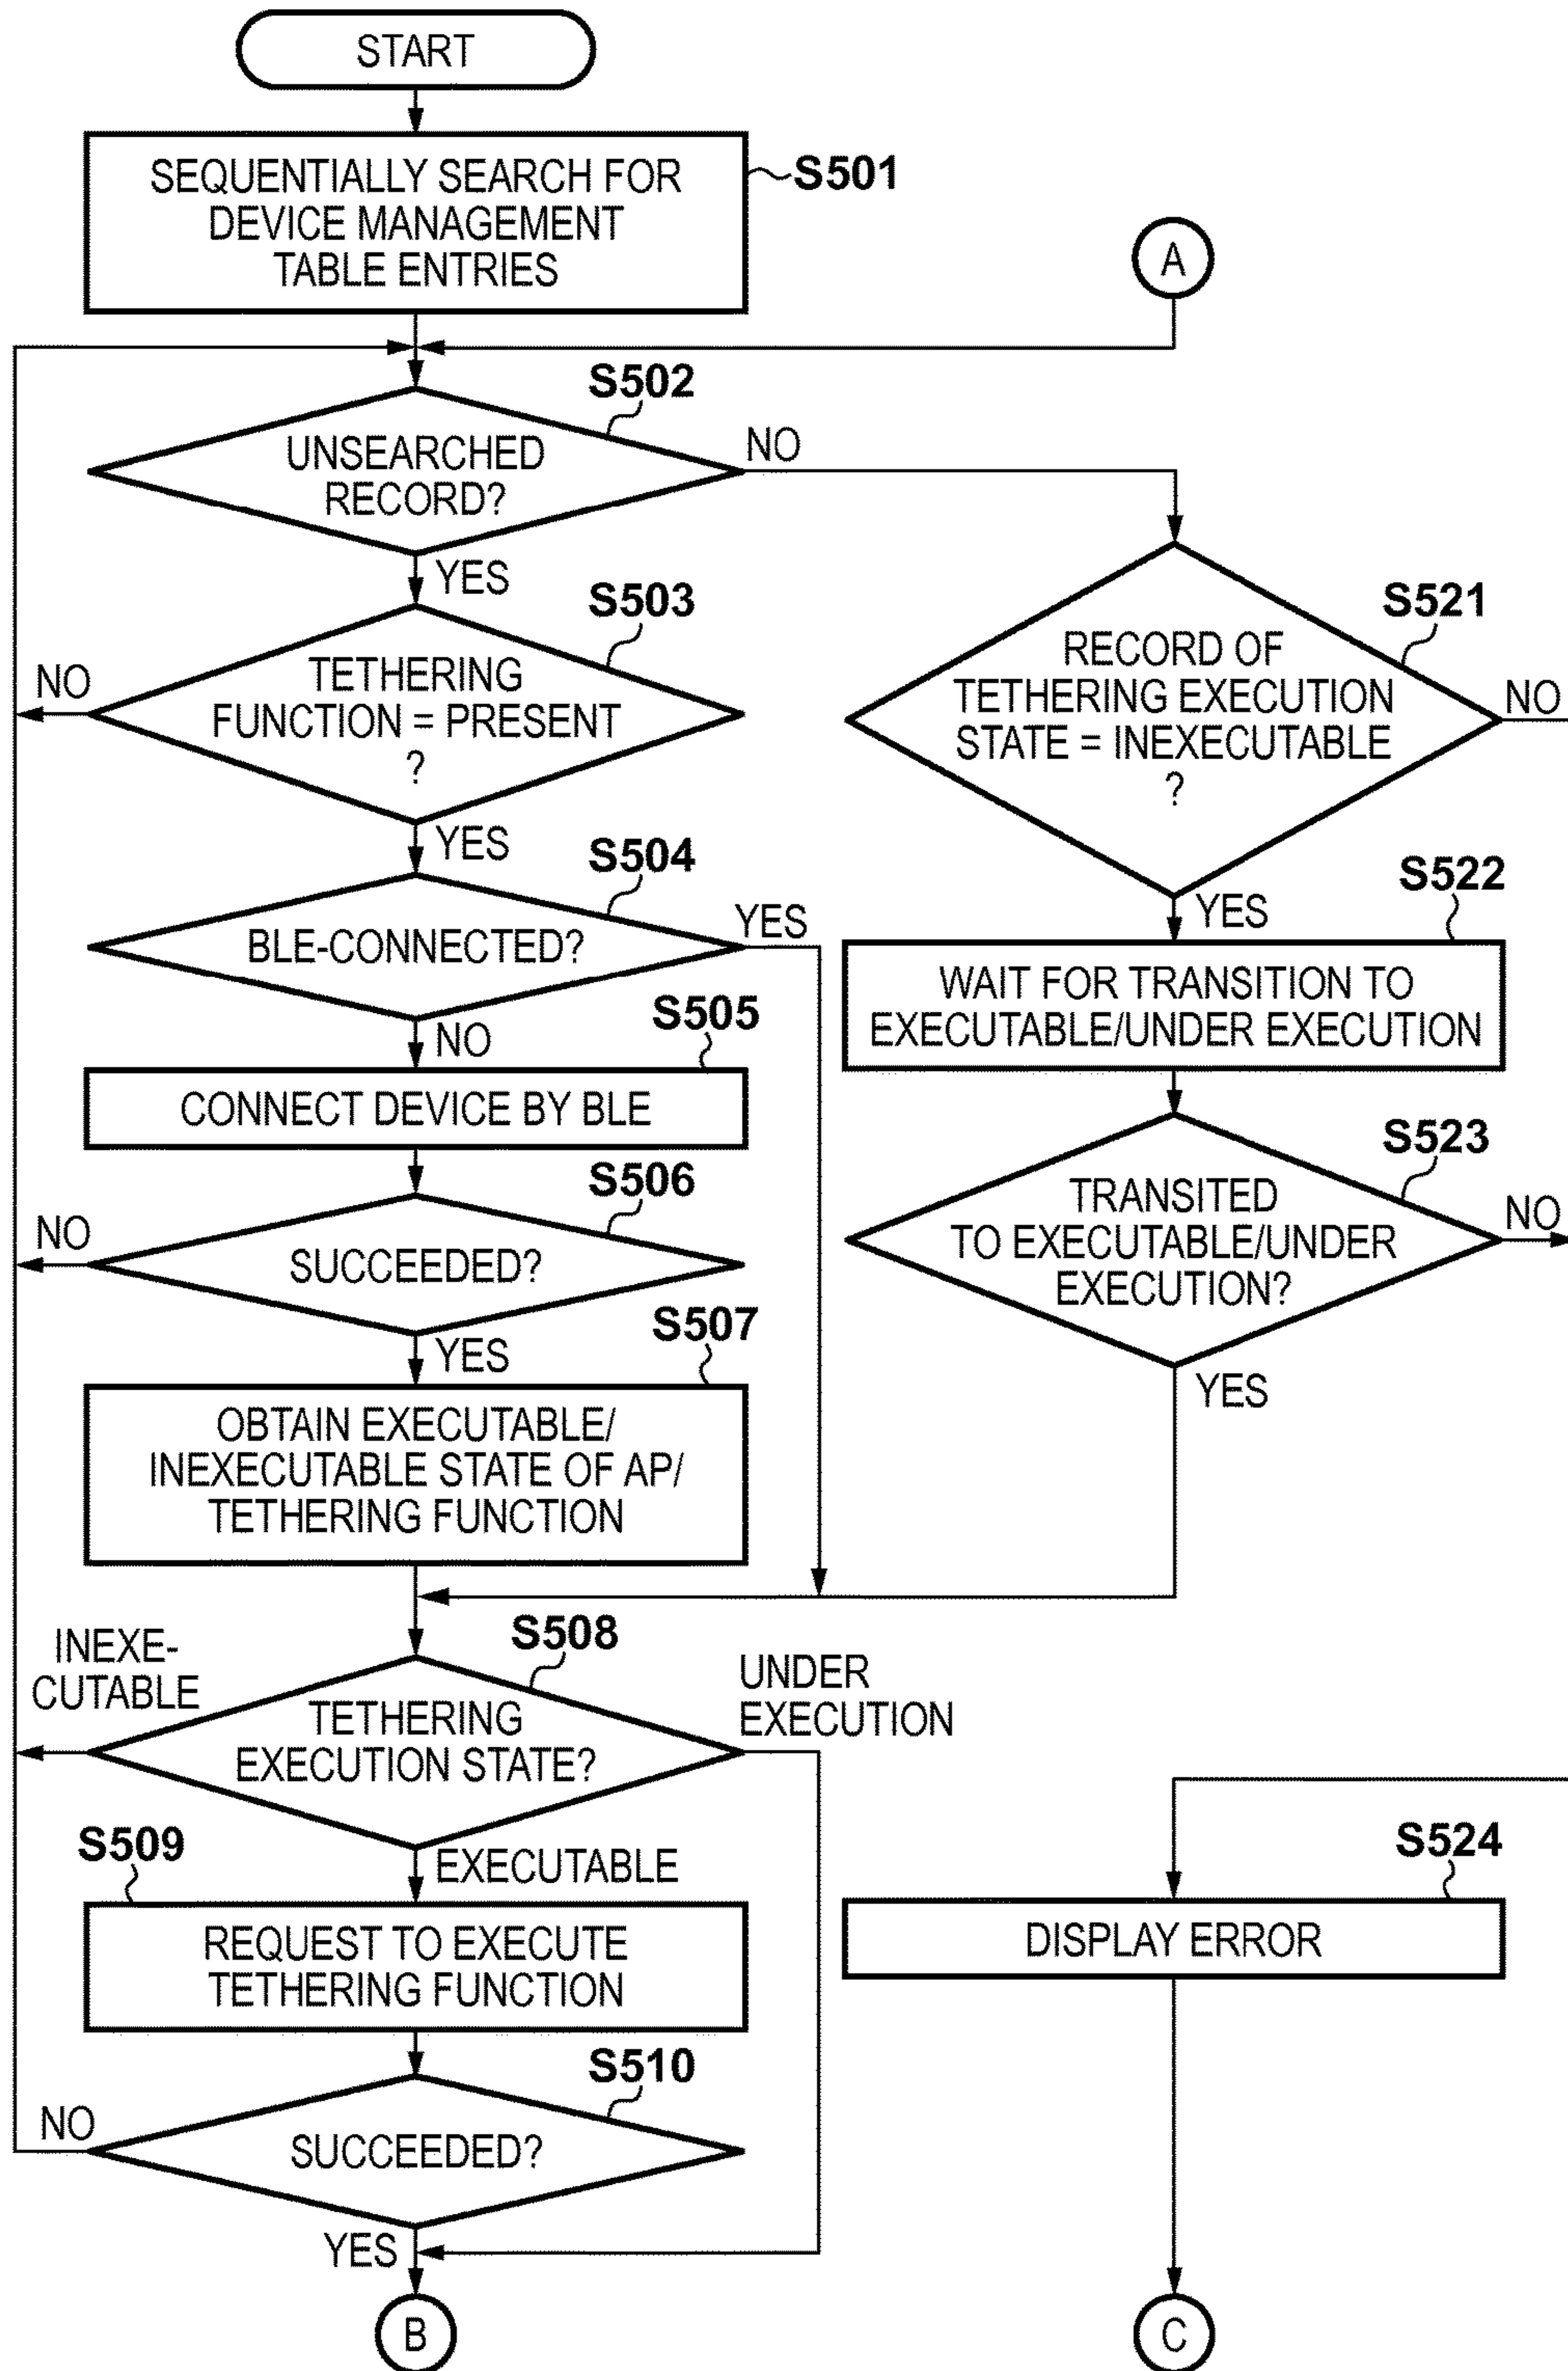 START
SEQUENTIALLY SEARCH FOR
DEVICE MANAGEMENT
TABLE ENTRIES
S501
A
S502
UNSEARCHED
RECORD?
NO
YES
S503
TETHERING
FUNCTION = PRESENT
?
NO
YES
S521
RECORD OF
TETHERING EXECUTION
STATE = INEXECUTABLE
?
NO
YES
S504
BLE-CONNECTED?
YES
NO
S522
WAIT FOR TRANSITION TO
EXECUTABLE/UNDER EXECUTION
S505
CONNECT DEVICE BY BLE
S523
TRANSITED
TO EXECUTABLE/UNDER
EXECUTION?
NO
YES
S506
SUCCEEDED?
NO
YES
S507
OBTAIN EXECUTABLE/
INEXECUTABLE STATE OF AP/
TETHERING FUNCTION
S508
TETHERING
EXECUTION STATE?
INEXE-
CUTABLE
UNDER
EXECUTION
EXECUTABLE
S509
REQUEST TO EXECUTE
TETHERING FUNCTION
S524
DISPLAY ERROR
S510
SUCCEEDED?
NO
YES
B
C